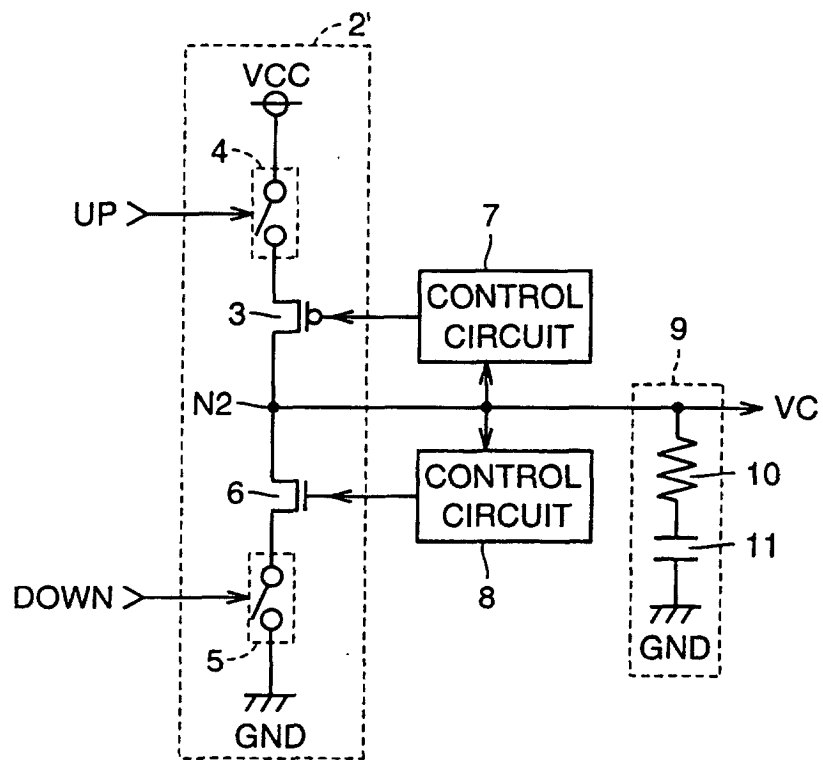 2'
VCC
4
UP
7
3
CONTROL
CIRCUIT
9
N2
VC
6
CONTROL
CIRCUIT
10
11
DOWN
8
5
GND
GND